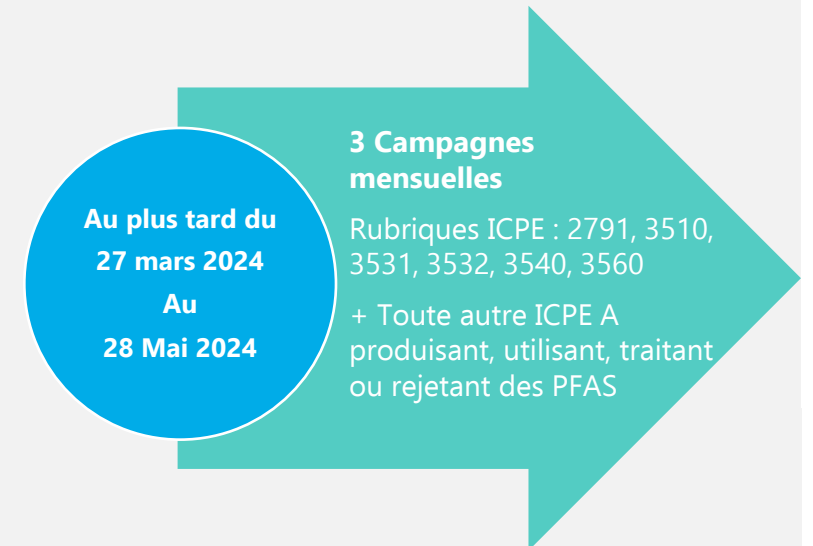 Au plus tard du
27 mars 2024
Au
28 Mai 2024
3 Campagnes
mensuelles
Rubriques ICPE : 2791, 3510,
3531, 3532, 3540, 3560
+ Toute autre ICPE A
produisant, utilisant, traitant
ou rejetant des PFAS